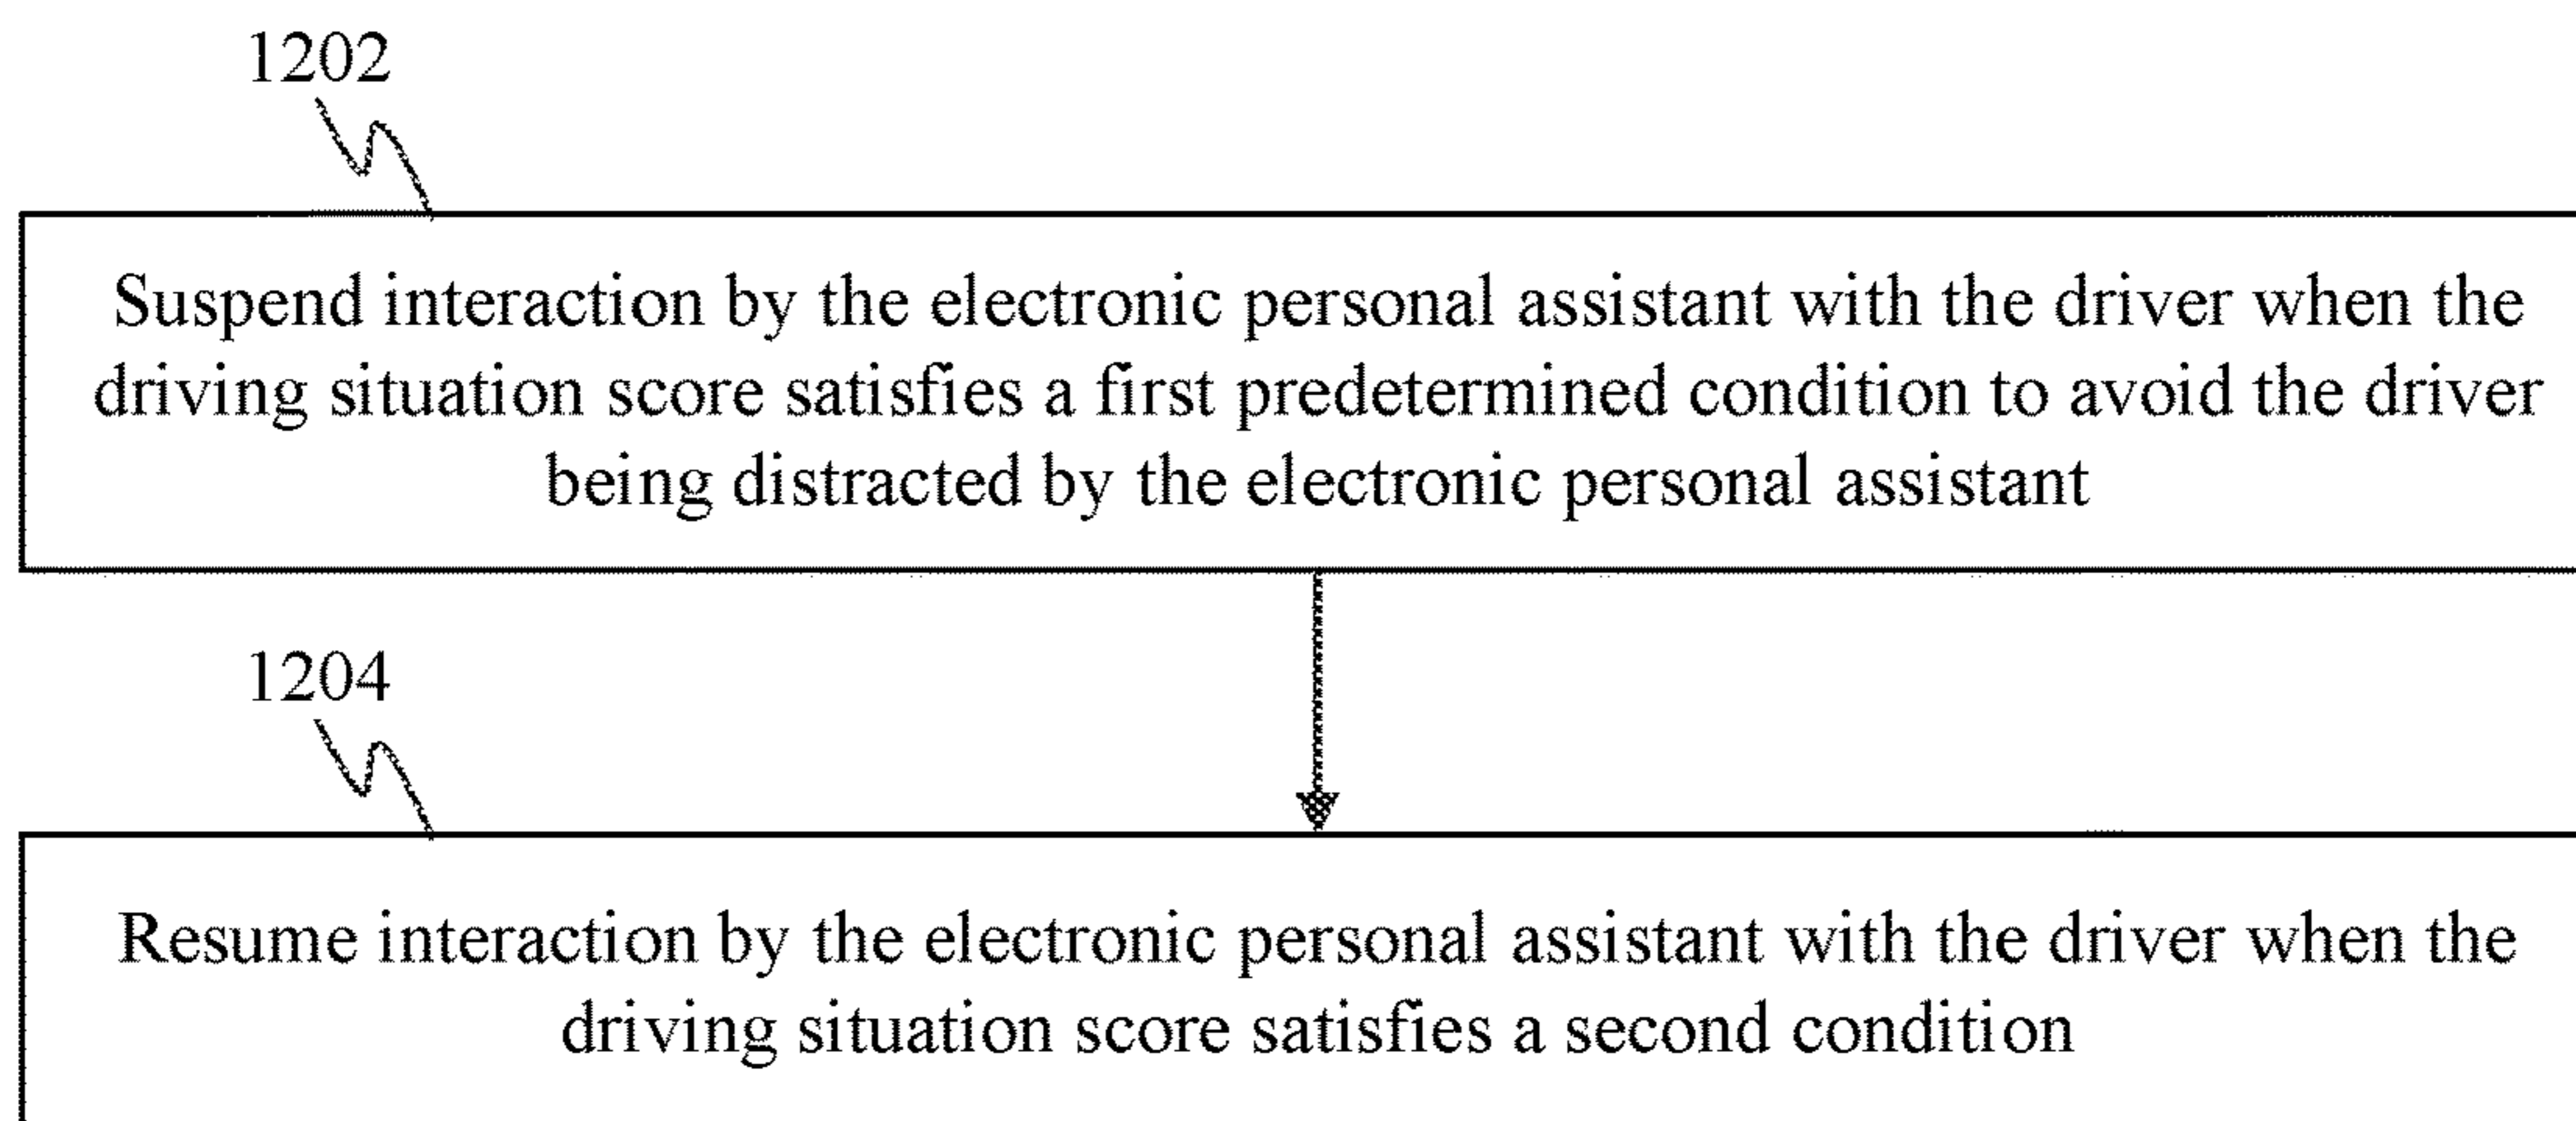 1202
Suspend interaction by the electronic personal assistant with the driver when the
driving situation score satisfies a first predetermined condition to avoid the driver
being distracted by the electronic personal assistant
1204
Resume interaction by the electronic personal assistant with the driver when the
driving situation score satisfies a second condition